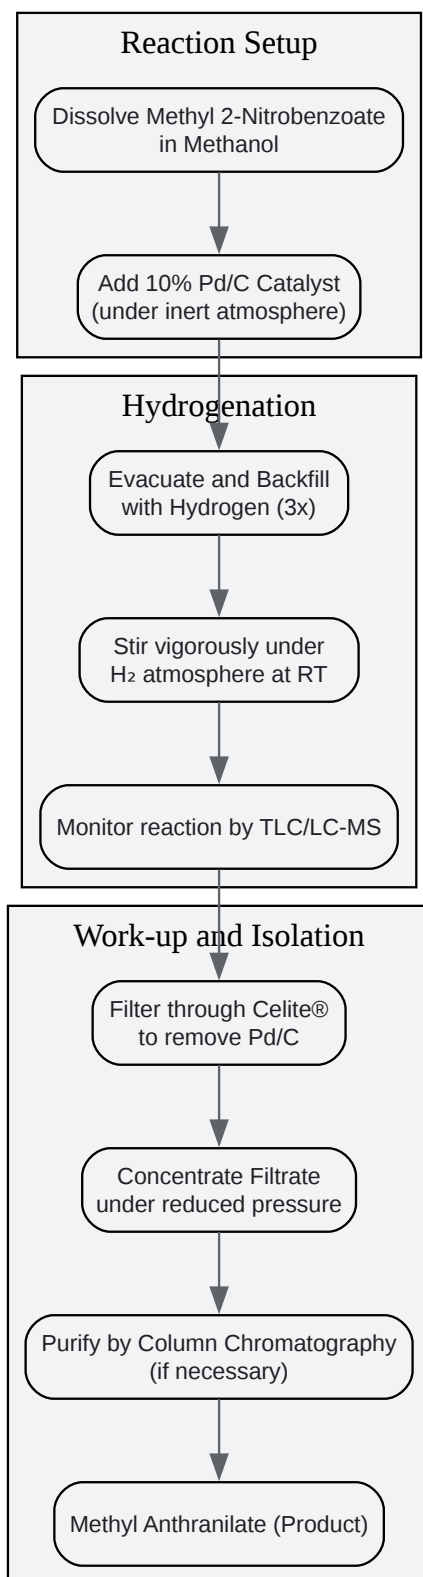 Reaction Setup
Dissolve Methyl 2-Nitrobenzoate
in Methanol
Add 10% Pd/C Catalyst
(under inert atmosphere)
Hydrogenation
Evacuate and Backfill
with Hydrogen (3x)
Stir vigorously under
H₂ atmosphere at RT
Monitor reaction by TLC/LC-MS
Work-up and Isolation
Filter through Celite®
to remove Pd/C
Concentrate Filtrate
under reduced pressure
Purify by Column Chromatography
(if necessary)
Methyl Anthranilate (Product)